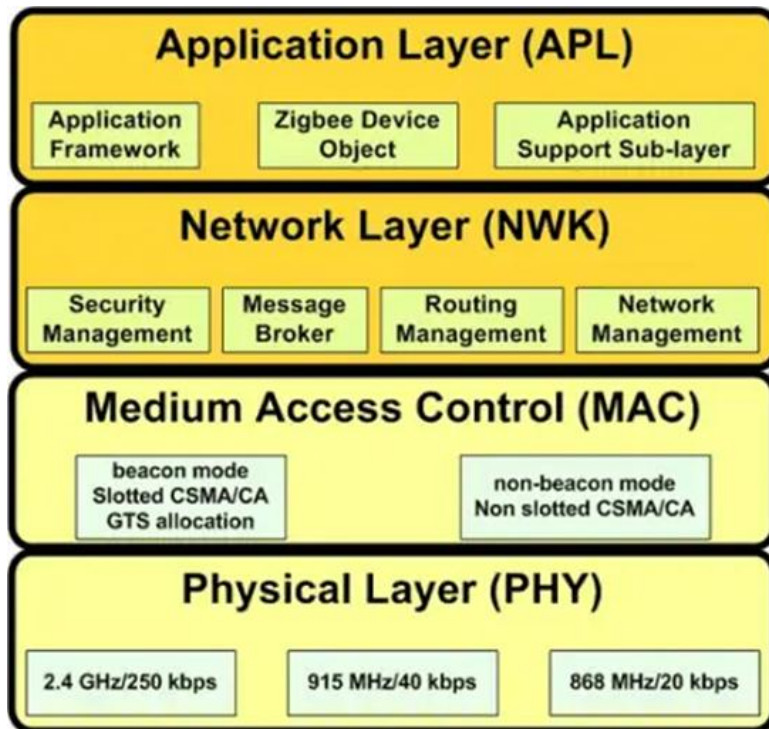 Application Layer (APL)
Application
Framework
Zigbee Device
Object
Application
Support Sub-layer
Network Layer (NWK)
Security
Management
Message
Broker
Routing
Management
Network
Management
Medium Access Control (MAC)
beacon mode
Slotted CSMA/CA
GTS allocation
non-beacon mode
Non slotted CSMA/CA
Physical Layer (PHY)
2.4 GHz/250 kbps
915 MHz/40 kbps
868 MHz/20 kbps